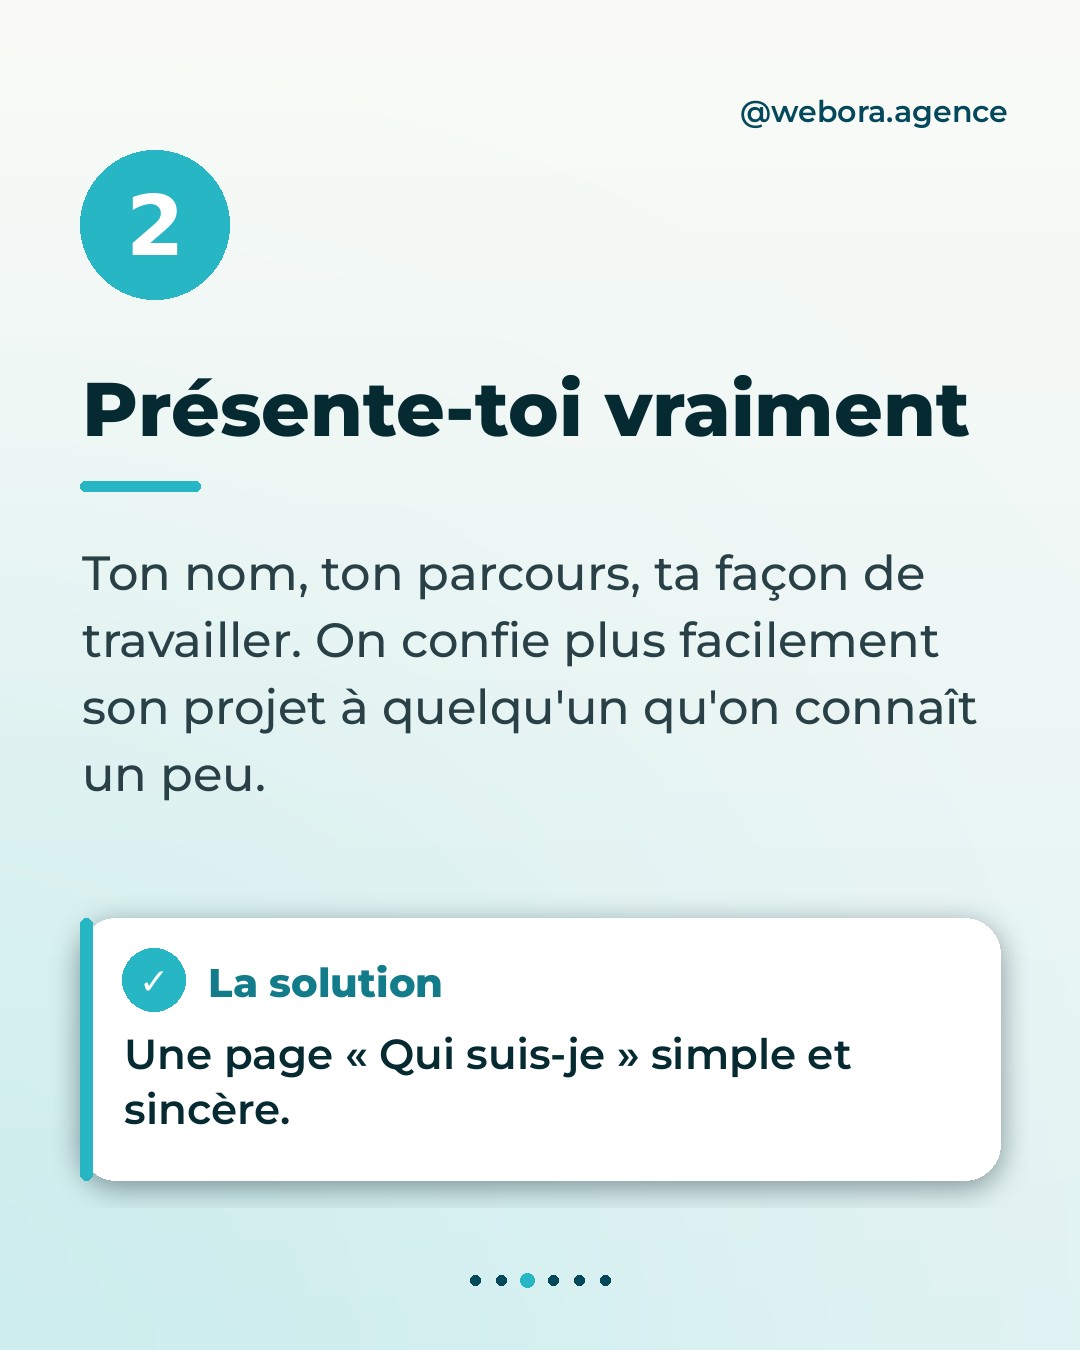 @webora.agence
2
Présente-toi vraiment
Ton nom, ton parcours, ta façon de
travailler. On confie plus facilement
son projet à quelqu'un qu'on connaît
un peu.
✓ La solution
Une page « Qui suis-je » simple et
sincère.